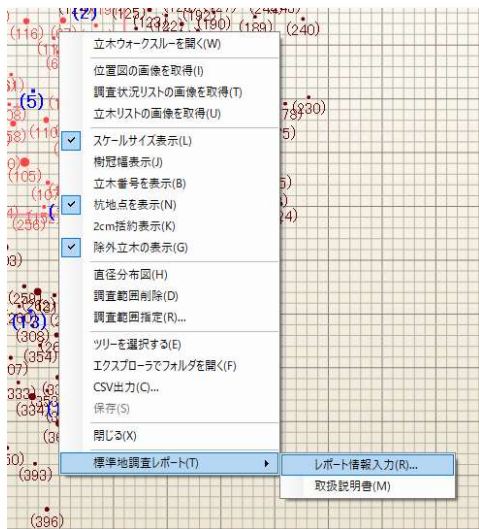 (2)
(190) (189) (240)
(116)
(5)
(230)
(105)
(256)
(13)
(308)
(354)
(393)
(396)
立木ウォークスルーを開く(W)
位置図の画像を取得(I)
調査状況リストの画像を取得(T)
立木リストの画像を取得(U)
スケールサイズ表示(L)
樹冠幅表示(J)
立木番号を表示(B)
杭地点を表示(N)
2cm括約表示(K)
除外立木の表示(G)
直径分布図(H)
調査範囲削除(D)
調査範囲指定(R)...
ツリーを選択する(E)
エクスプローラでフォルダを開く(F)
CSV出力(C)...
保存(S)
閉じる(X)
標準地調査レポート(T)
レポート情報入力(R)...
取扱説明書(M)